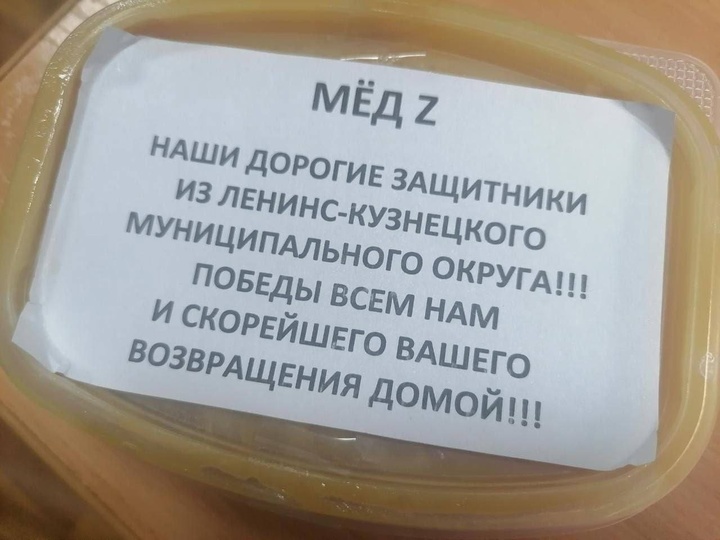 МЁД Z
НАШИ ДОРОГИЕ ЗАЩИТНИКИ
ИЗ ЛЕНИНС-КУЗНЕЦКОГО
МУНИЦИПАЛЬНОГО ОКРУГА!!!
ПОБЕДЫ ВСЕМ НАМ
И СКОРЕЙШЕГО ВАШЕГО
ВОЗВРАЩЕНИЯ ДОМОЙ!!!